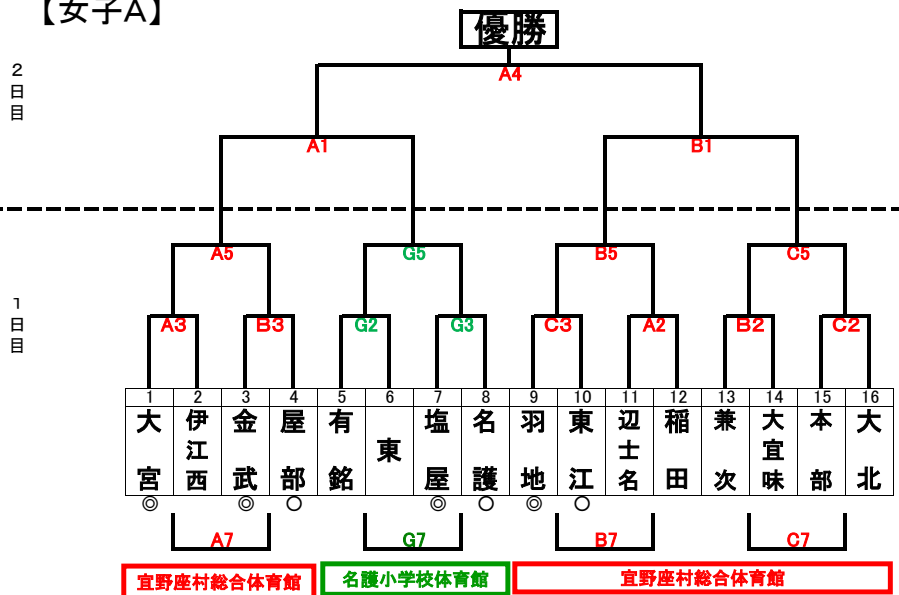 【女子A】
優勝
A4
2日目
A1
B1
A5
G5
B5
C5
1日目
A3
B3
G2
G3
C3
A2
B2
C2
1 2 3 4 5 6 7 8 9 10 11 12 13 14 15 16
大宮
伊江西
金武
屋部
有銘
東
塩屋
名護
羽地
東江
辺士名
稲田
兼次
大宜味
本部
大北
◎ ◎ ○ ◎ ○ ◎ ○
A7
G7
B7
C7
宜野座村総合体育館
名護小学校体育館
宜野座村総合体育館